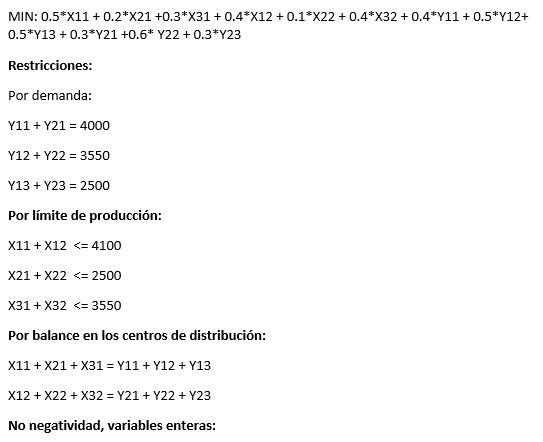 MIN: 0.5*X11 + 0.2*X21 +0.3*X31 + 0.4*X12 + 0.1*X22 + 0.4*X32 + 0.4*Y11 + 0.5*Y12+
0.5*Y13 + 0.3*Y21 +0.6* Y22 + 0.3*Y23
Restricciones:
Por demanda:
Y11 + Y21 = 4000
Y12 + Y22 = 3550
Y13 + Y23 = 2500
Por límite de producción:
X11 + X12  <= 4100
X21 + X22  <= 2500
X31 + X32  <= 3550
Por balance en los centros de distribución:
X11 + X21 + X31 = Y11 + Y12 + Y13
X12 + X22 + X32 = Y21 + Y22 + Y23
No negatividad, variables enteras: